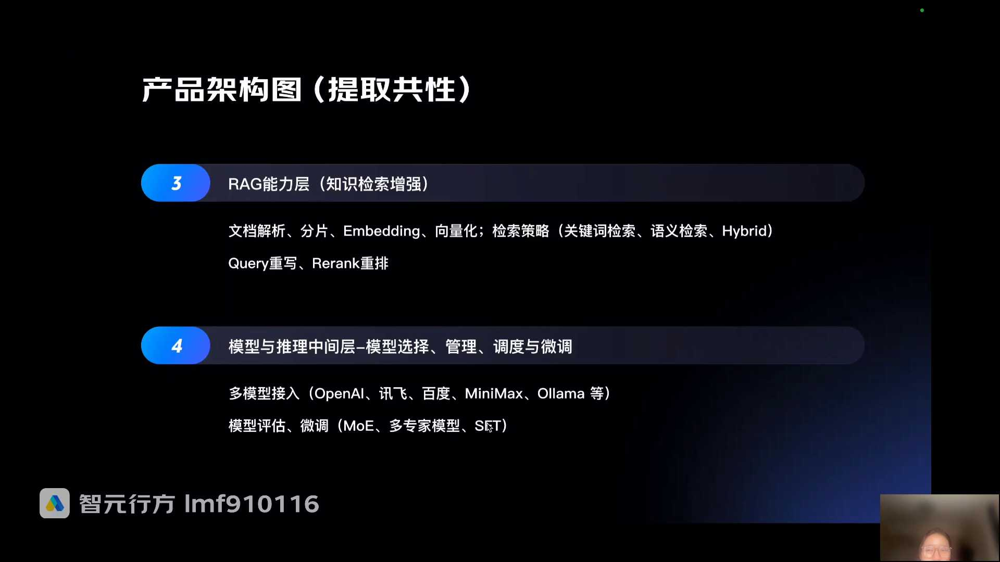 产品架构图（提取共性）
3
RAG能力层（知识检索增强）
文档解析、分片、Embedding、向量化；检索策略（关键词检索、语义检索、Hybrid）
Query重写、Rerank重排
4
模型与推理中间层-模型选择、管理、调度与微调
多模型接入（OpenAI、讯飞、百度、MiniMax、Ollama 等）
模型评估、微调（MoE、多专家模型、SFT）
智元行方 lmf910116